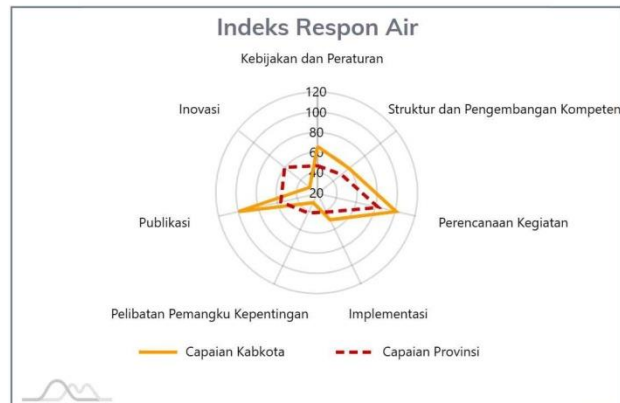 Indeks Respon Air
Kebijakan dan Peraturan
Inovasi
Struktur dan Pengembangan Kompeten
120
100
80
60
40
20
Publikasi
Perencanaan Kegiatan
Pelibatan Pemangku Kepentingan
Implementasi
Capaian Kabkota
Capaian Provinsi